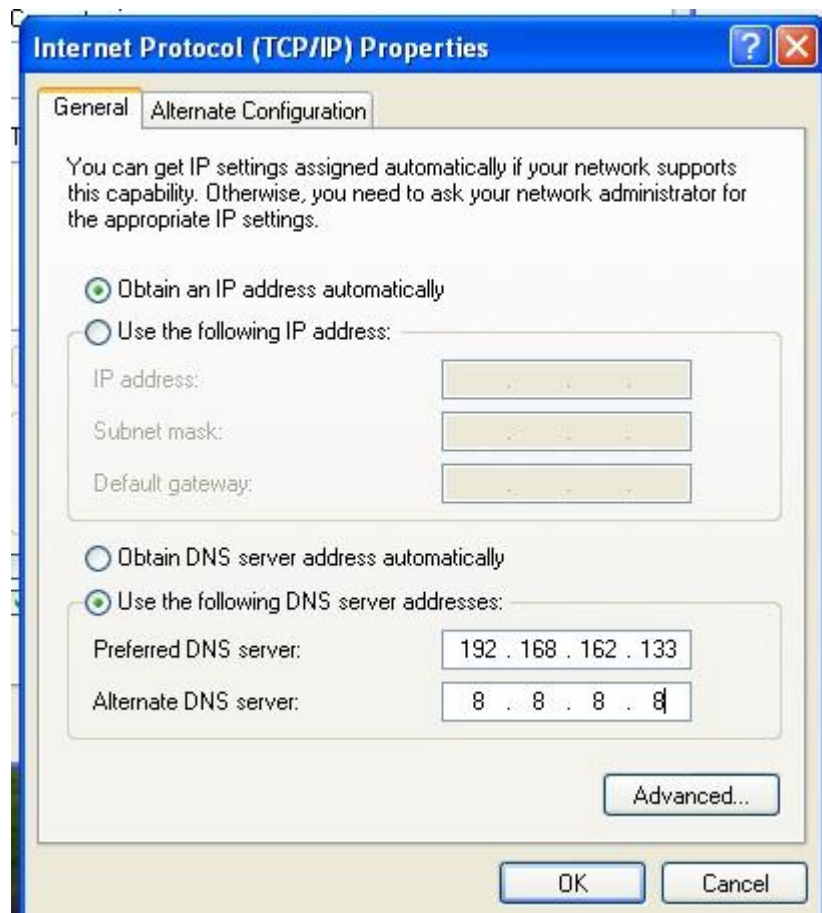 Internet Protocol (TCP/IP) Properties
General
Alternate Configuration
You can get IP settings assigned automatically if your network supports
this capability. Otherwise, you need to ask your network administrator for
the appropriate IP settings.
Obtain an IP address automatically
Use the following IP address:
IP address:
Subnet mask:
Default gateway:
Obtain DNS server address automatically
Use the following DNS server addresses:
Preferred DNS server: 192 . 168 . 162 . 133
Alternate DNS server: 8 . 8 . 8 . 8
Advanced...
OK
Cancel